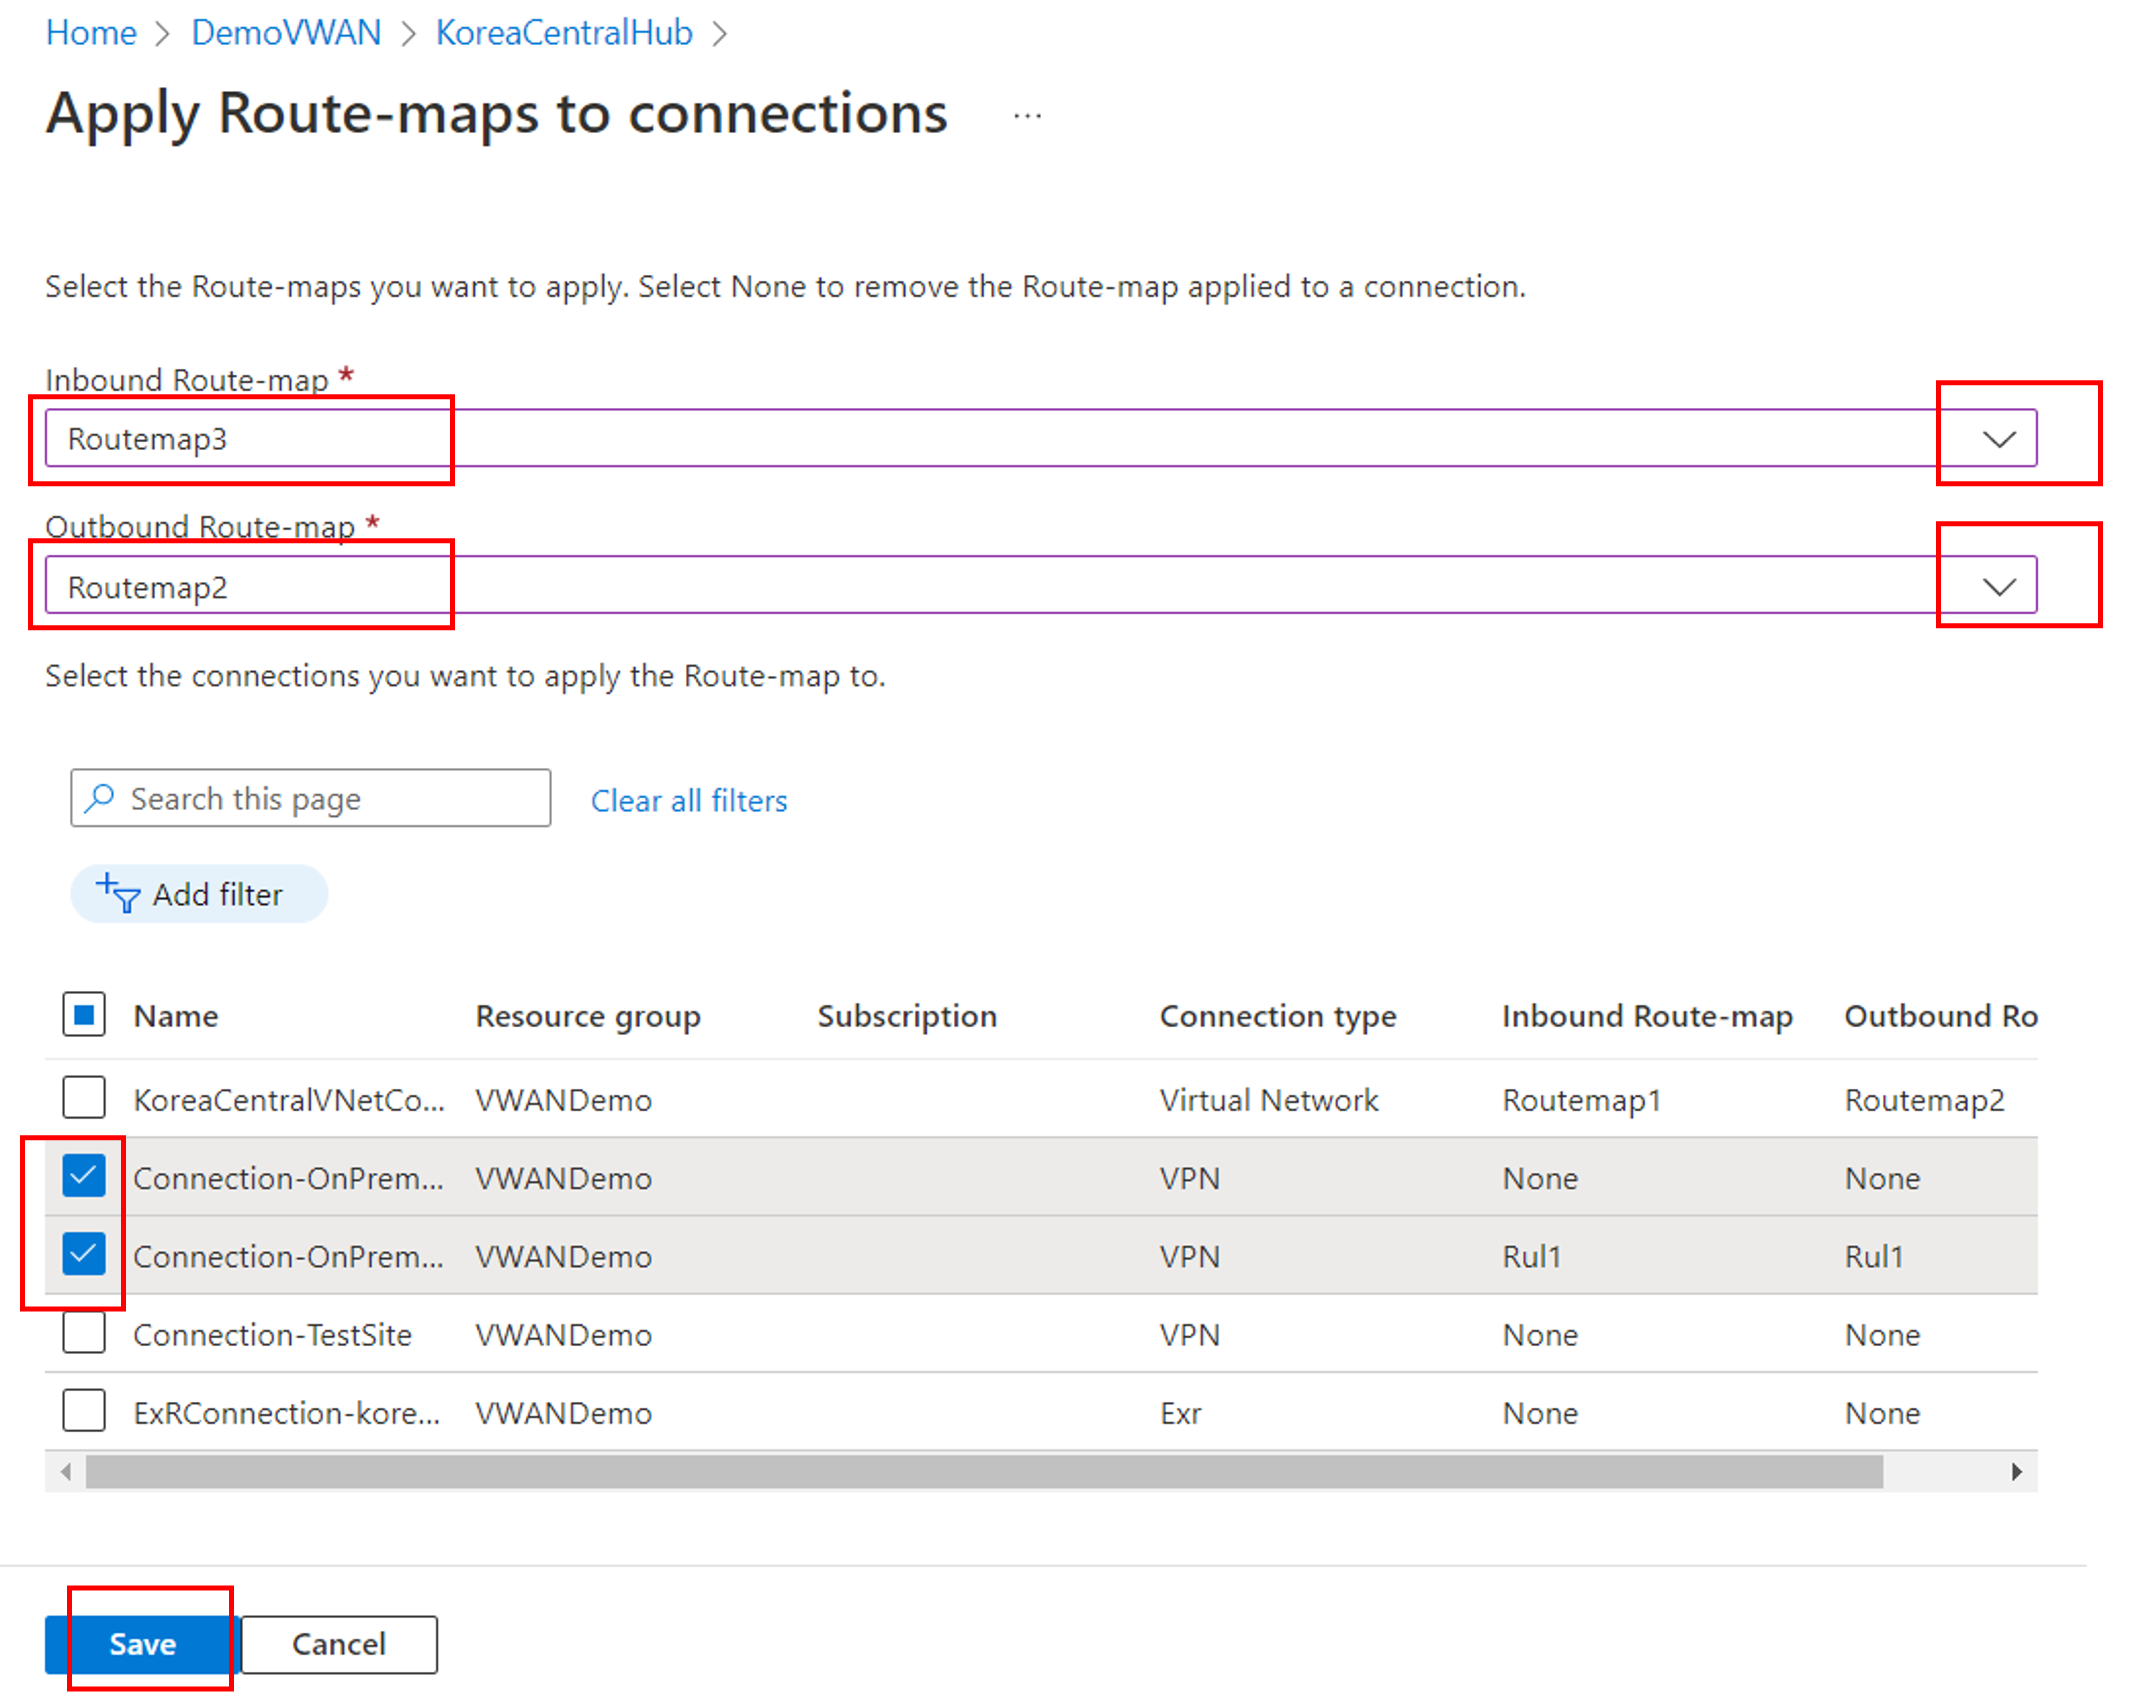 Home > DemoVWAN > KoreaCentralHub >
Apply Route-maps to connections ...
Select the Route-maps you want to apply. Select None to remove the Route-map applied to a connection.
Inbound Route-map *
Routemap3
Outbound Route-map *
Routemap2
Select the connections you want to apply the Route-map to.
Search this page Clear all filters
Add filter
Name Resource group Subscription Connection type Inbound Route-map Outbound Ro
KoreaCentralVNetCo... VWANDemo Virtual Network Routemap1 Routemap2
Connection-OnPrem... VWANDemo VPN None None
Connection-OnPrem... VWANDemo VPN Rul1 Rul1
Connection-TestSite VWANDemo VPN None None
ExRConnection-kore... VWANDemo Exr None None
Save Cancel